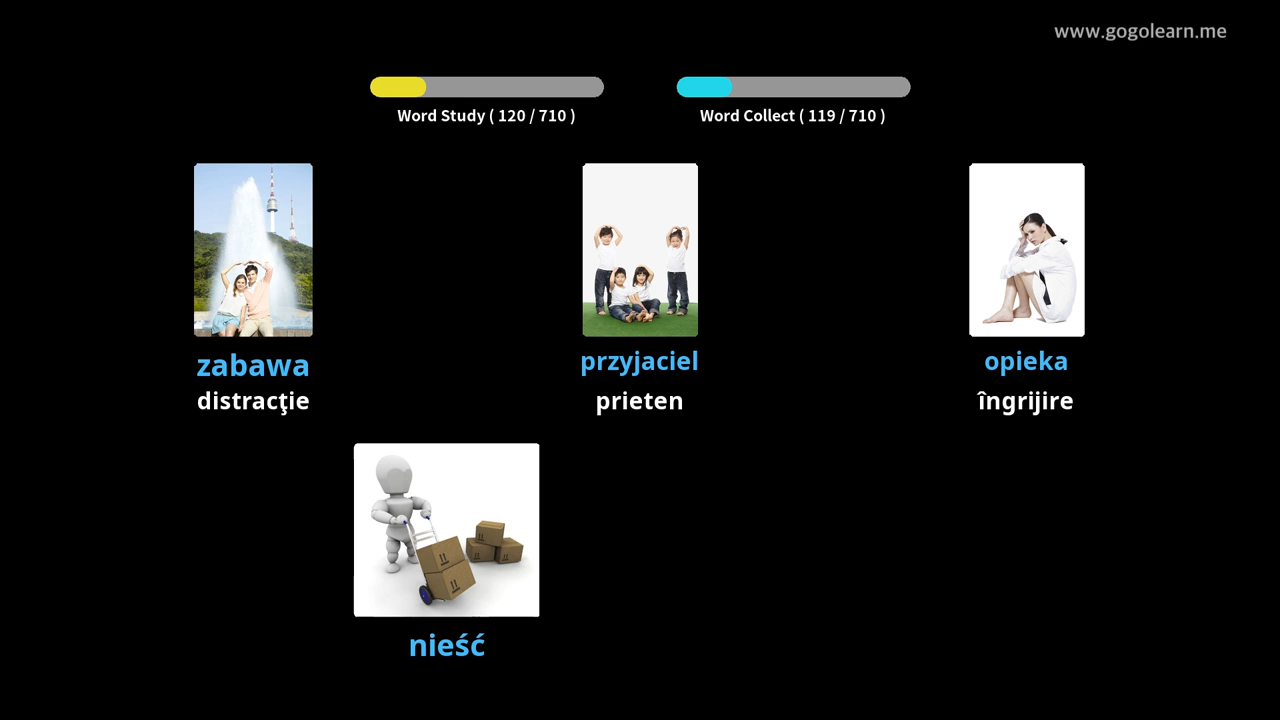 www.gogolearn.me
Word Study ( 120 / 710 )
Word Collect ( 119 / 710 )
zabawa
distracţie
przyjaciel
prieten
opieka
îngrijire
nieść